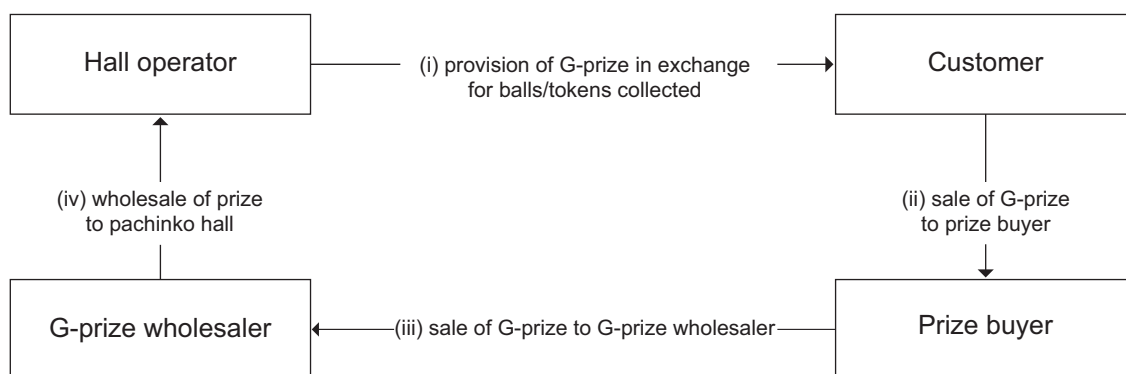 Hall operator
(i) provision of G-prize in exchange
for balls/tokens collected
Customer
(iv) wholesale of prize
to pachinko hall
(ii) sale of G-prize
to prize buyer
G-prize wholesaler
(iii) sale of G-prize to G-prize wholesaler
Prize buyer